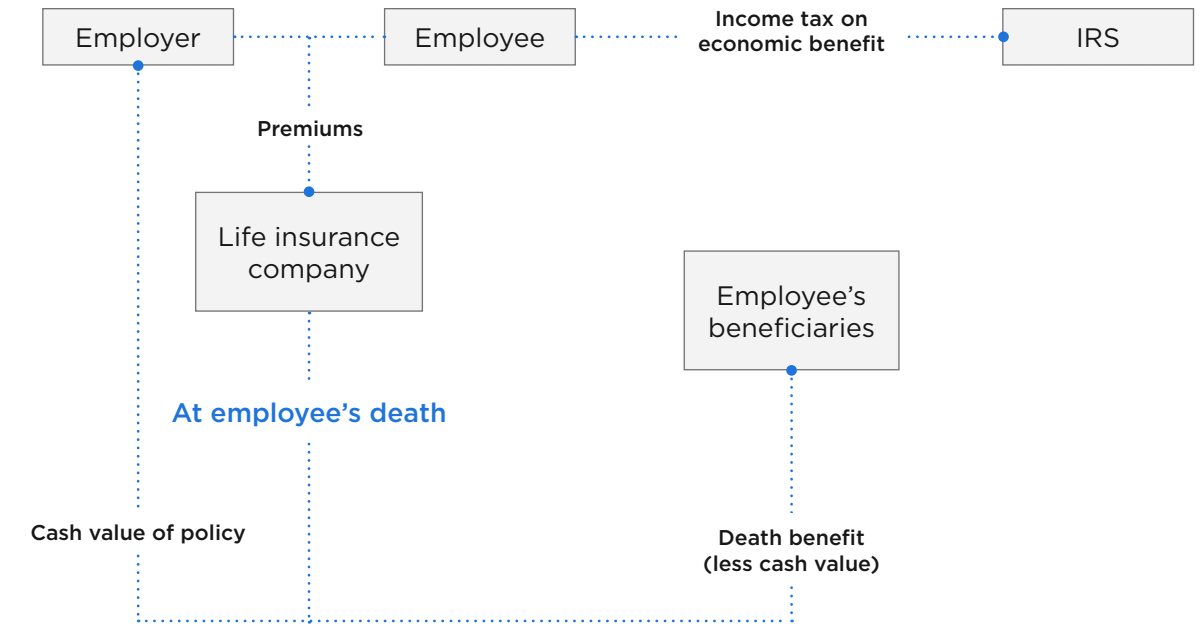 Employer
Employee
Income tax on
economic benefit
IRS
Premiums
Life insurance
company
Employee’s
beneficiaries
At employee’s death
Cash value of policy
Death benefit
(less cash value)